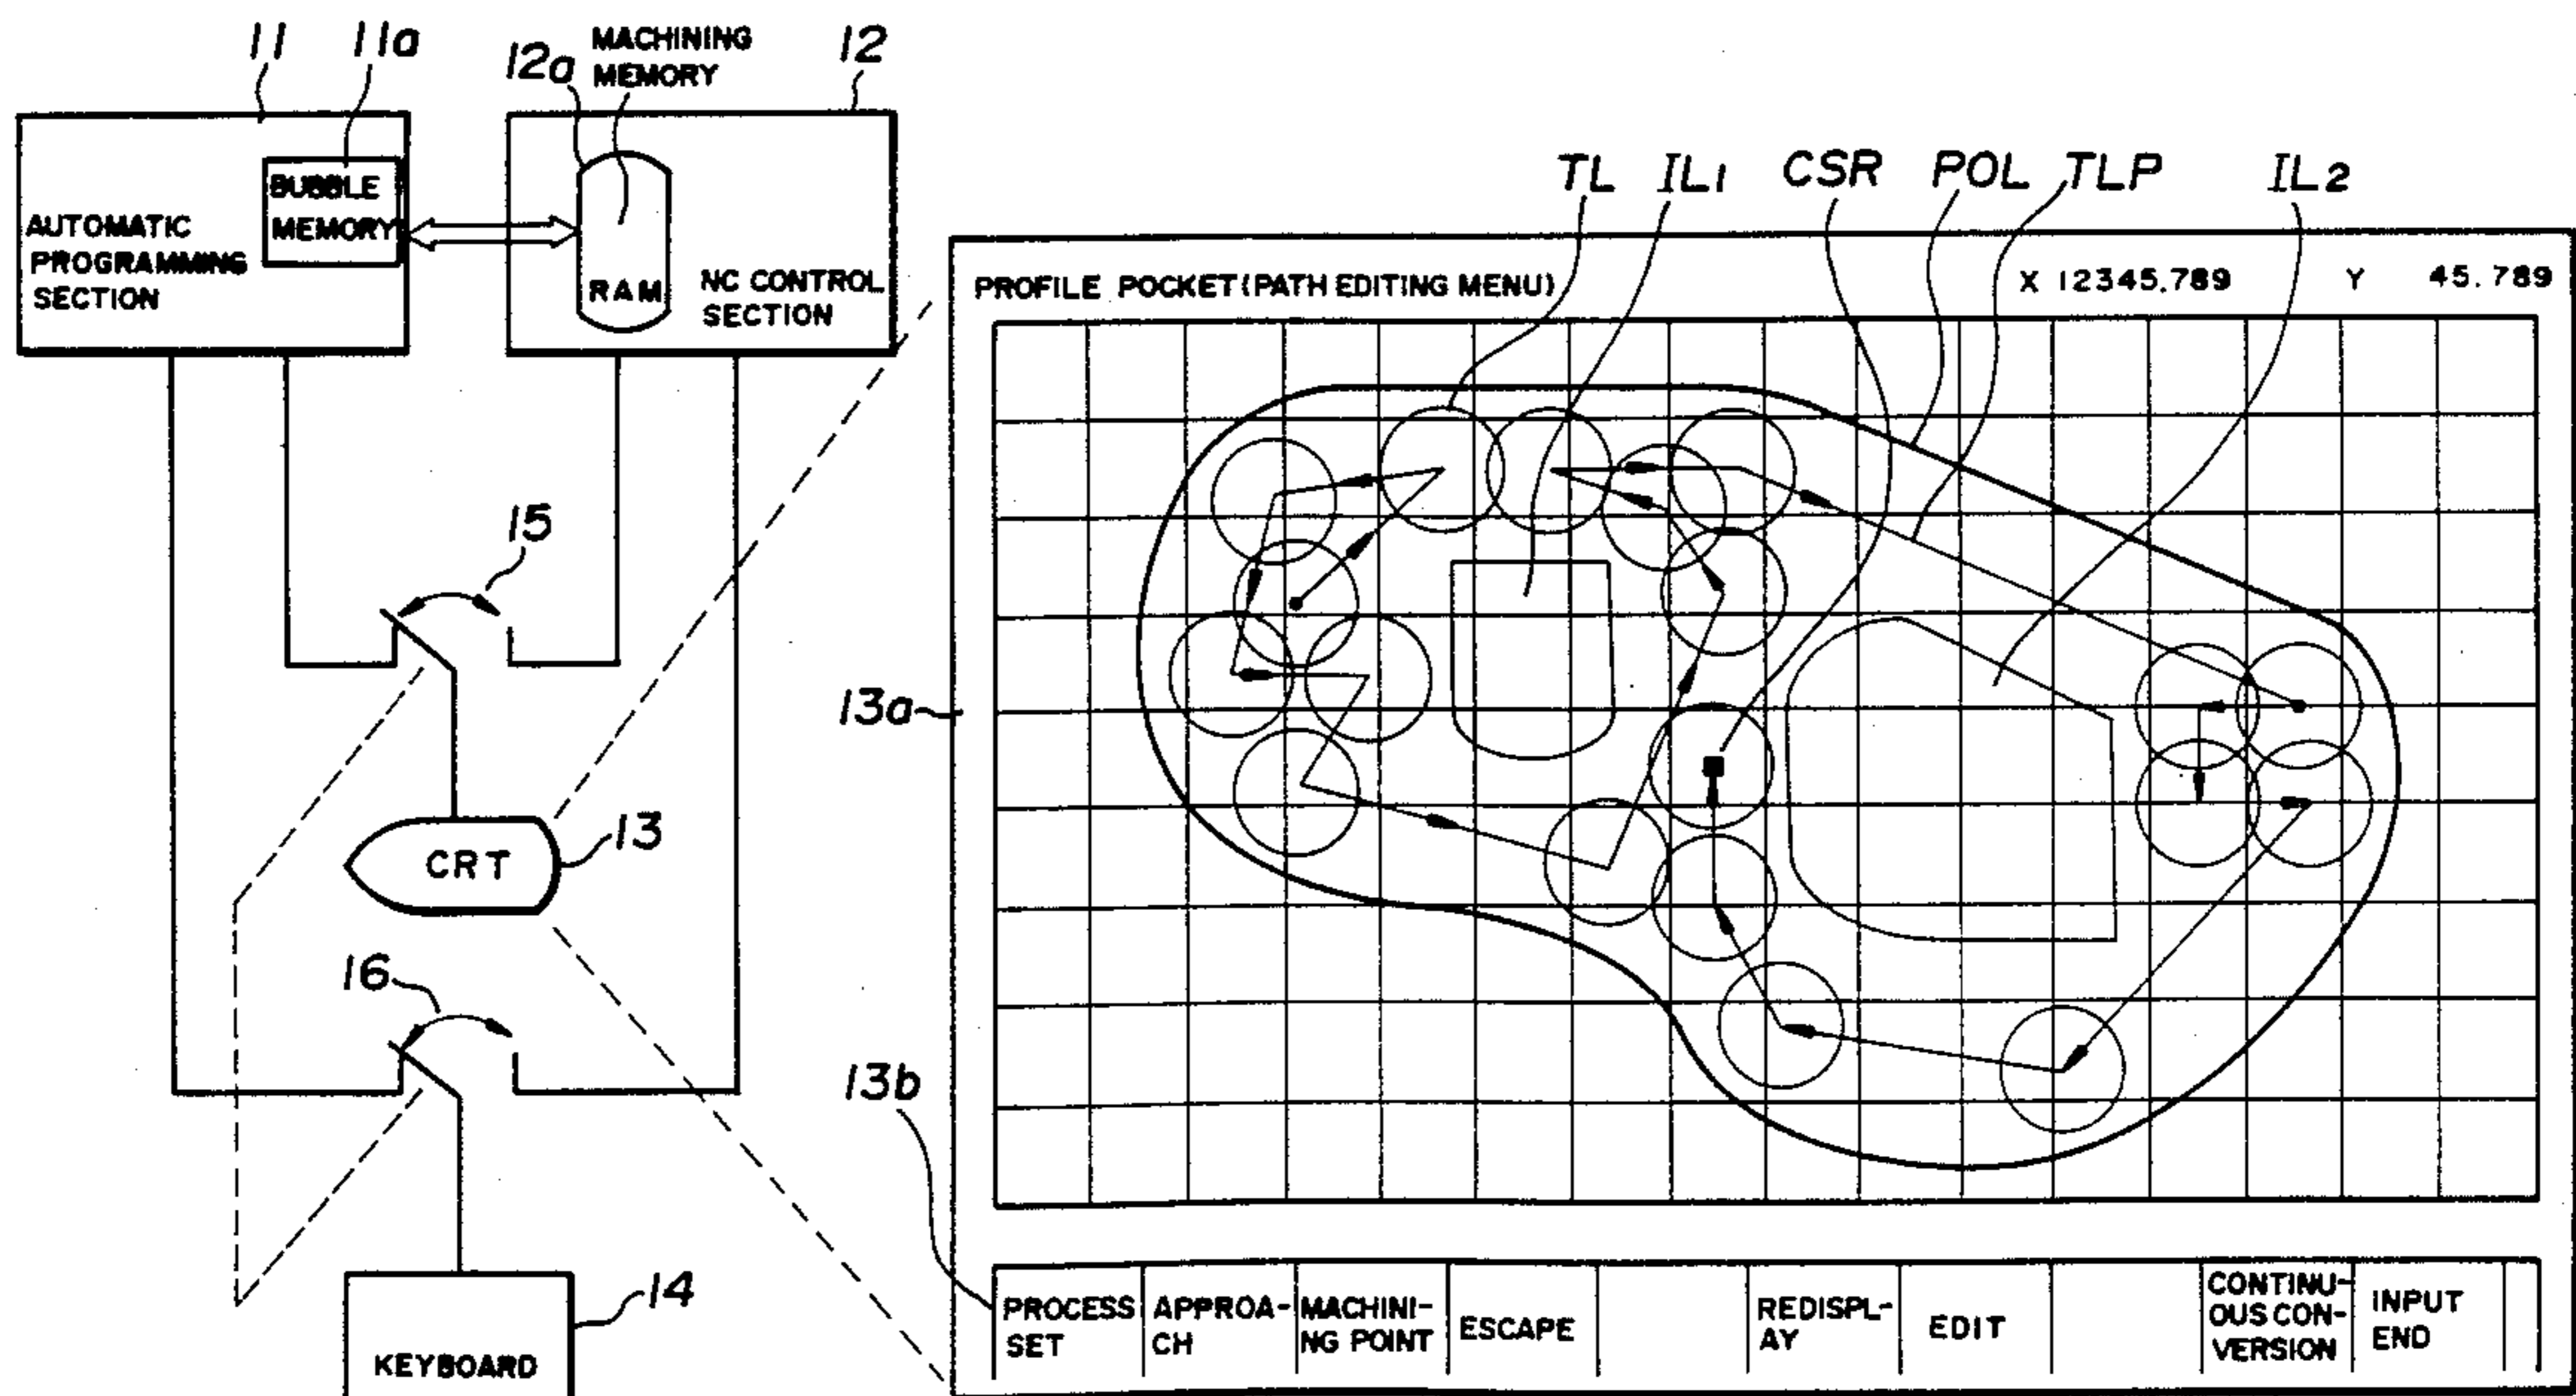 11
11a
12a
MACHINING
MEMORY
12
BUBBLE
MEMORY
AUTOMATIC
PROGRAMMING
SECTION
RAM
NC CONTROL
SECTION
TL
IL1
CSR
POL
TLP
IL2
PROFILE POCKET (PATH EDITING MENU)
X 12345.789
Y 45.789
15
13a
CRT
13
16
13b
14
KEYBOARD
PROCESS
SET
APPROA-
CH
MACHINI-
NG POINT
ESCAPE
REDISPL-
AY
EDIT
CONTINU-
OUS CON-
VERSION
INPUT
END